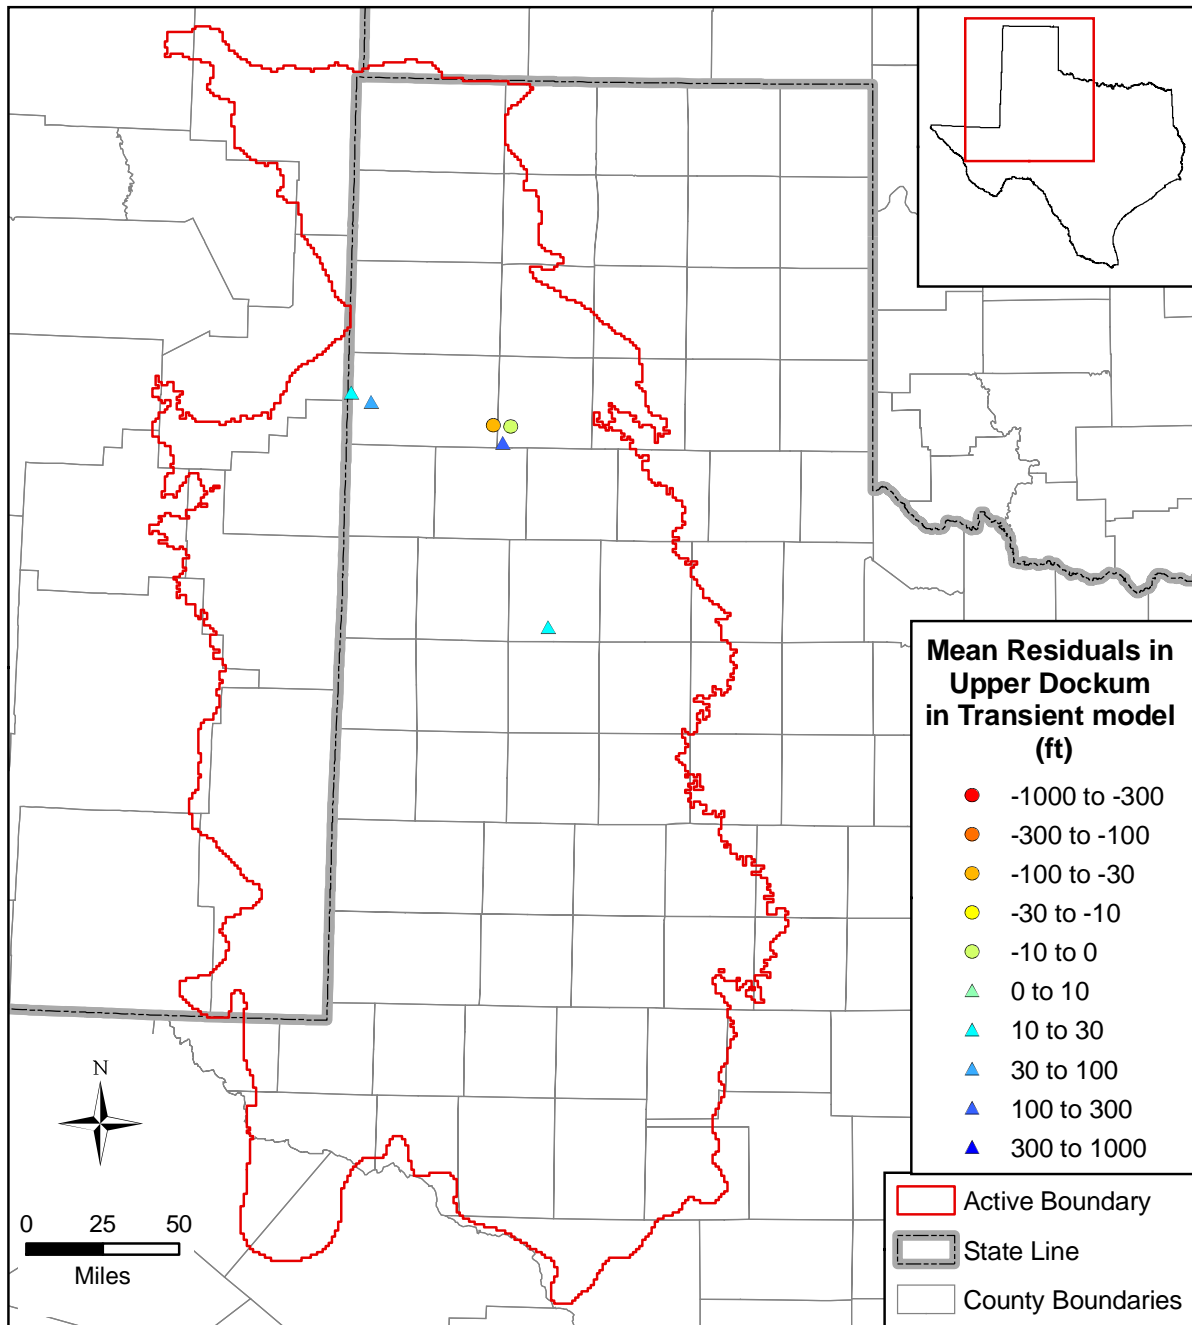 Mean Residuals in
Upper Dockum
in Transient model
(ft)
-1000 to -300
-300 to -100
-100 to -30
-30 to -10
-10 to 0
0 to 10
10 to 30
30 to 100
100 to 300
300 to 1000
N
0 25 50
Miles
Active Boundary
State Line
County Boundaries